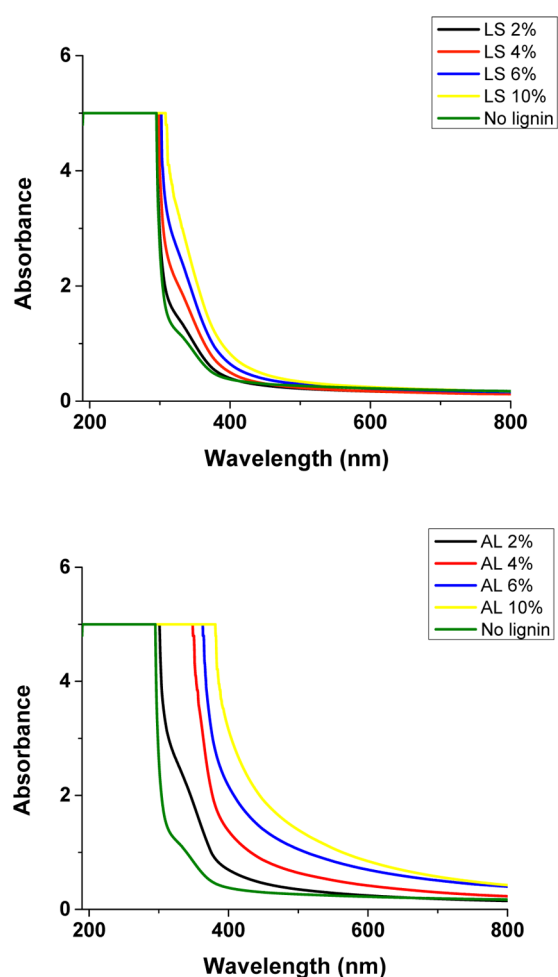 LS 2%
LS 4%
LS 6%
LS 10%
No lignin
6
4
2
0
Absorbance
200
400
600
800
Wavelength (nm)
AL 2%
AL 4%
AL 6%
AL 10%
No lignin
6
4
2
0
Absorbance
200
400
600
800
Wavelength (nm)